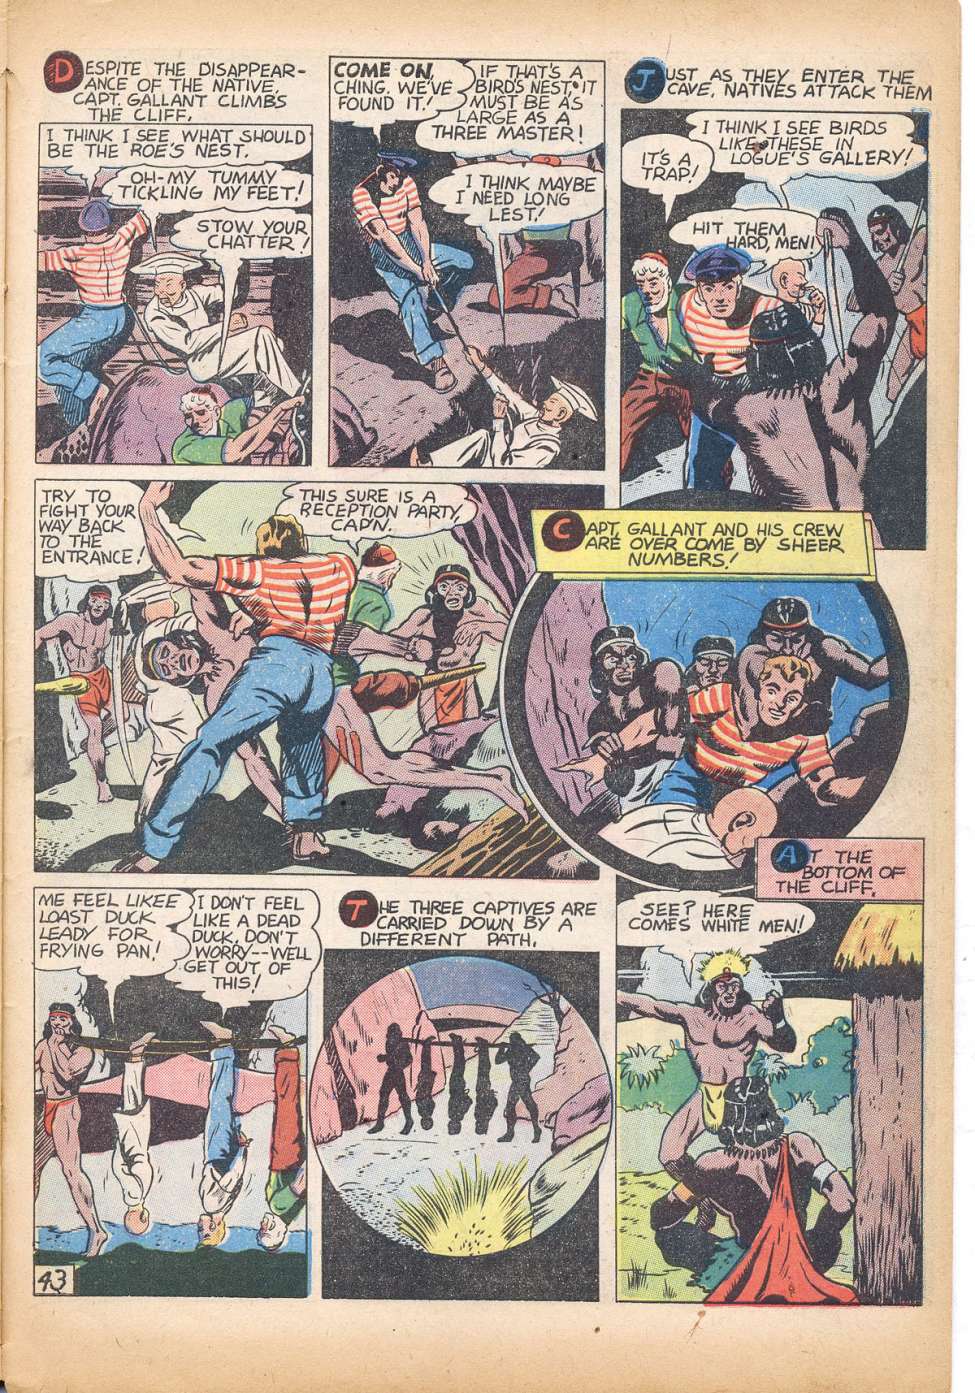 DESPITE THE DISAPPEAR-
ANCE OF THE NATIVE,
CAPT. GALLANT CLIMBS
THE CLIFF.
I THINK I SEE WHAT SHOULD
BE THE ROE'S NEST.
OH-MY TUMMY
TICKLING MY FEET!
STOW YOUR
CHATTER!
COME ON,
CHING. WE'VE
FOUND IT!
IF THAT'S A
BIRD'S NEST, IT
MUST BE AS
LARGE AS A
THREE MASTER!
I THINK MAYBE
I NEED LONG
LEST!
JUST AS THEY ENTER THE
CAVE, NATIVES ATTACK THEM
IT'S A
TRAP!
I THINK I SEE BIRDS
LIKE THESE IN
LOGUE'S GALLERY!
HIT THEM
HARD, MEN!
TRY TO
FIGHT YOUR
WAY BACK
TO THE
ENTRANCE!
THIS SURE IS A
RECEPTION PARTY,
CAP'N.
CAPT. GALLANT AND HIS CREW
ARE OVER COME BY SHEER
NUMBERS!
ME FEEL LIKEE
LOAST DUCK
LEADY FOR
FRYING PAN!
I DON'T FEEL
LIKE A DEAD
DUCK, DON'T
WORRY--WE'LL
GET OUT OF
THIS!
THE THREE CAPTIVES ARE
CARRIED DOWN BY A
DIFFERENT PATH.
AT THE
BOTTOM OF
THE CLIFF.
SEE? HERE
COMES WHITE MEN!
43